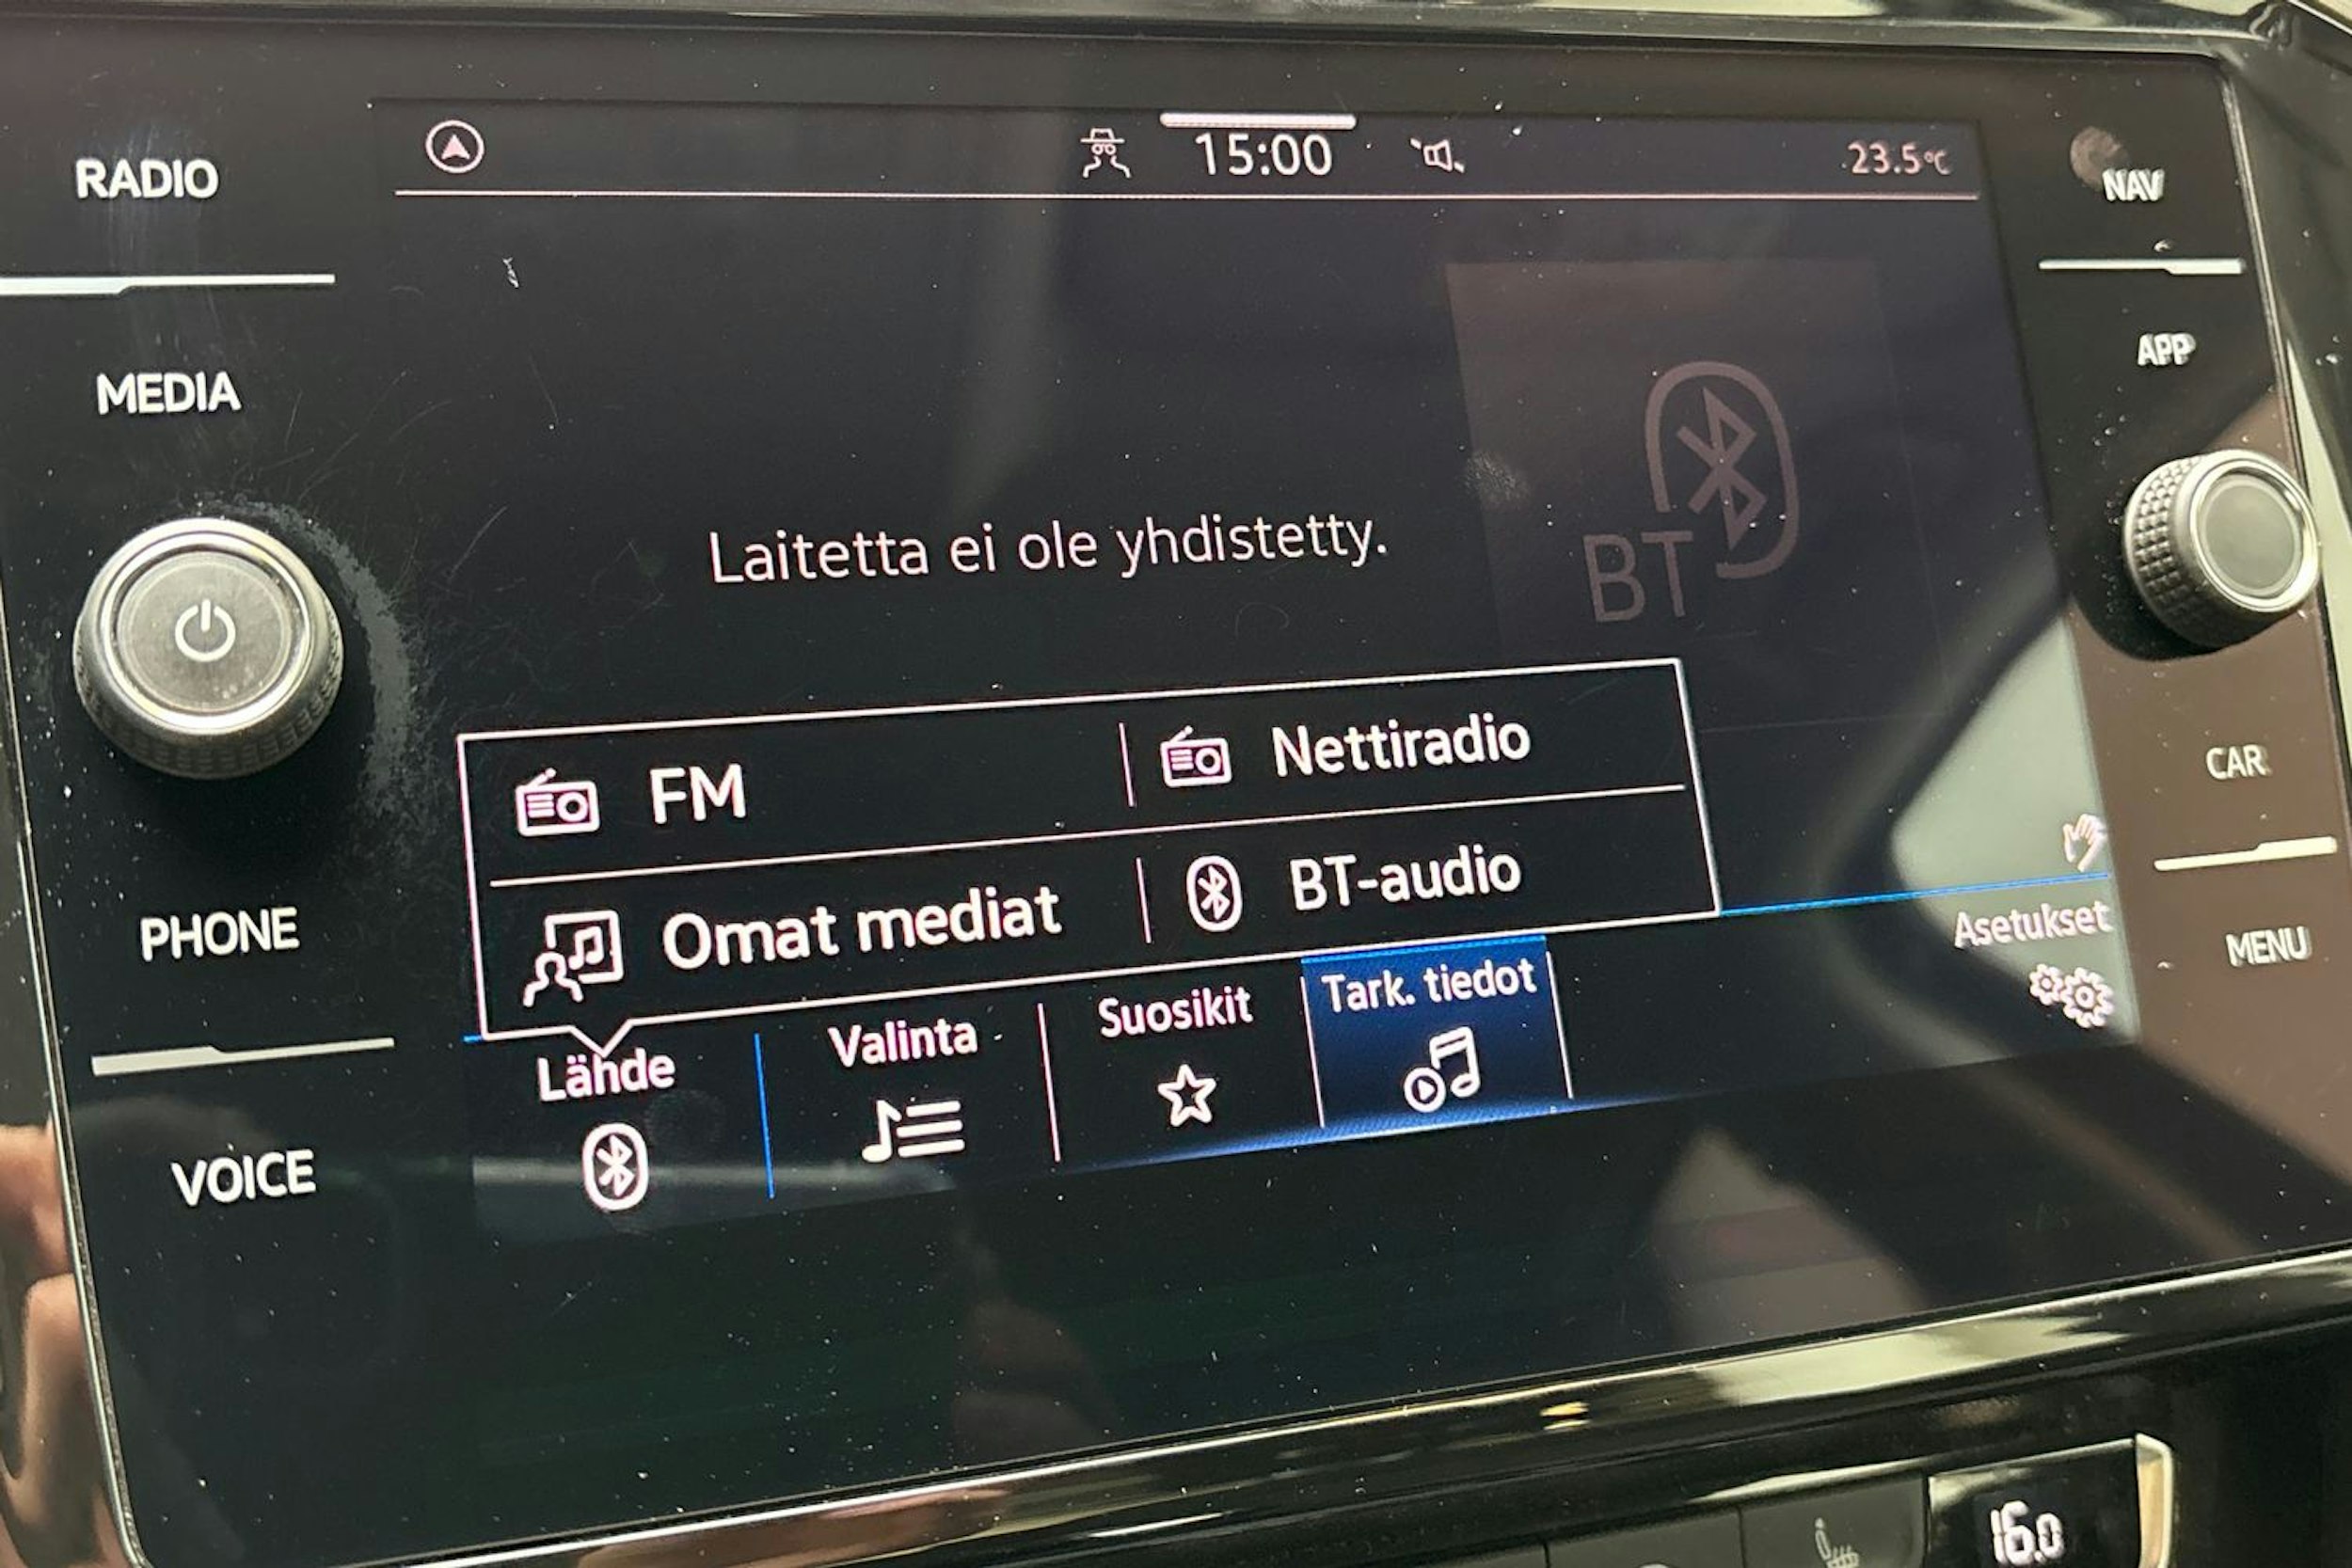 RADIO
MEDIA
PHONE
VOICE
15:00
23.5°C
Laitetta ei ole yhdistetty.
BT
FM
Nettiradio
Omat mediat
BT-audio
Lähde
Valinta
Suosikit
Tark. tiedot
Asetukset
NAV
APP
CAR
MENU
16.0